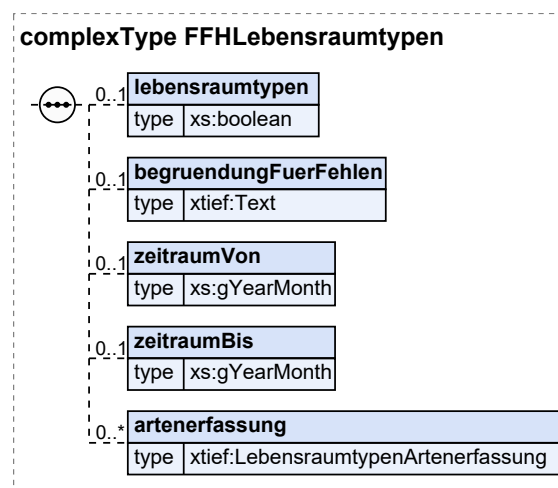 complexType FFHLebensraumtypen
0..1 lebensraumtypen
type xs:boolean
0..1 begruendungFuerFehlen
type xtief:Text
0..1 zeitraumVon
type xs:gYearMonth
0..1 zeitraumBis
type xs:gYearMonth
0..* artenerfassung
type xtief:LebensraumtypenArtenerfassung